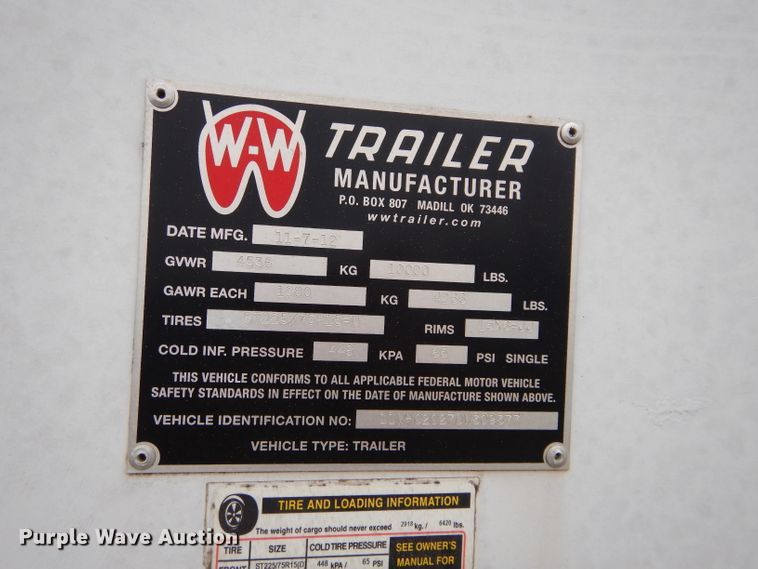 W-W TRAILER
MANUFACTURER
P.O. BOX 807 MADILL OK 73446
wwtrailer.com
DATE MFG. 11-7-12
GVWR 4536 KG 10000 LBS.
GAWR EACH KG LBS.
TIRES RIMS
COLD INF. PRESSURE 448 KPA 65 PSI SINGLE
THIS VEHICLE CONFORMS TO ALL APPLICABLE FEDERAL MOTOR VEHICLE
SAFETY STANDARDS IN EFFECT ON THE DATE OF MANUFACTURE SHOWN ABOVE.
VEHICLE IDENTIFICATION NO:
VEHICLE TYPE: TRAILER
TIRE AND LOADING INFORMATION
The weight of cargo should never exceed 2918 kg. / 6420 lbs.
TIRE SIZE COLD TIRE PRESSURE SEE OWNER'S
FRONT ST225/75R15(D) 448 kPA / 65 PSI MANUAL FOR
Purple Wave Auction